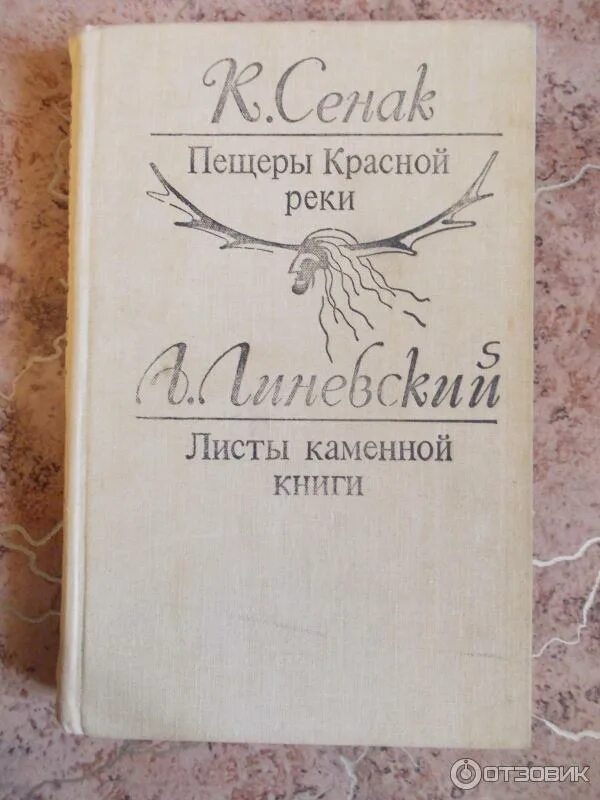 К. Сенак
Пещеры Красной
реки
А. Линевский
Листы каменной
книги
ОТЗОВИК